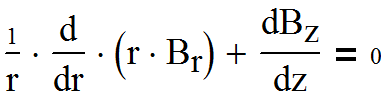 1/r · d/dr · (r · B_r) + dB_z/dz = 0